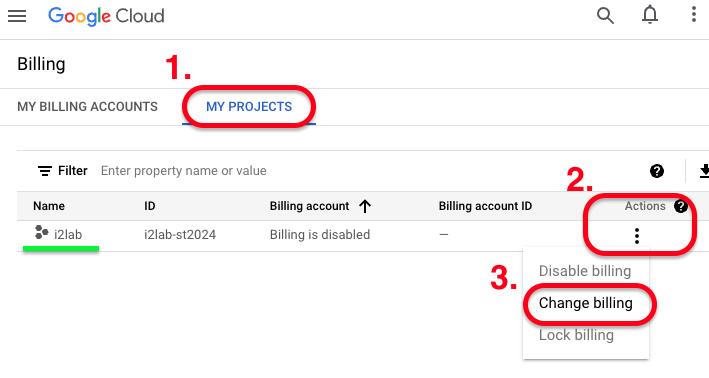 Google Cloud
Billing
1.
MY BILLING ACCOUNTS MY PROJECTS
Filter Enter property name or value ?
2.
Name ID Billing account Billing account ID Actions ?
i2lab i2lab-st2024 Billing is disabled —
Disable billing
3.
Change billing
Lock billing